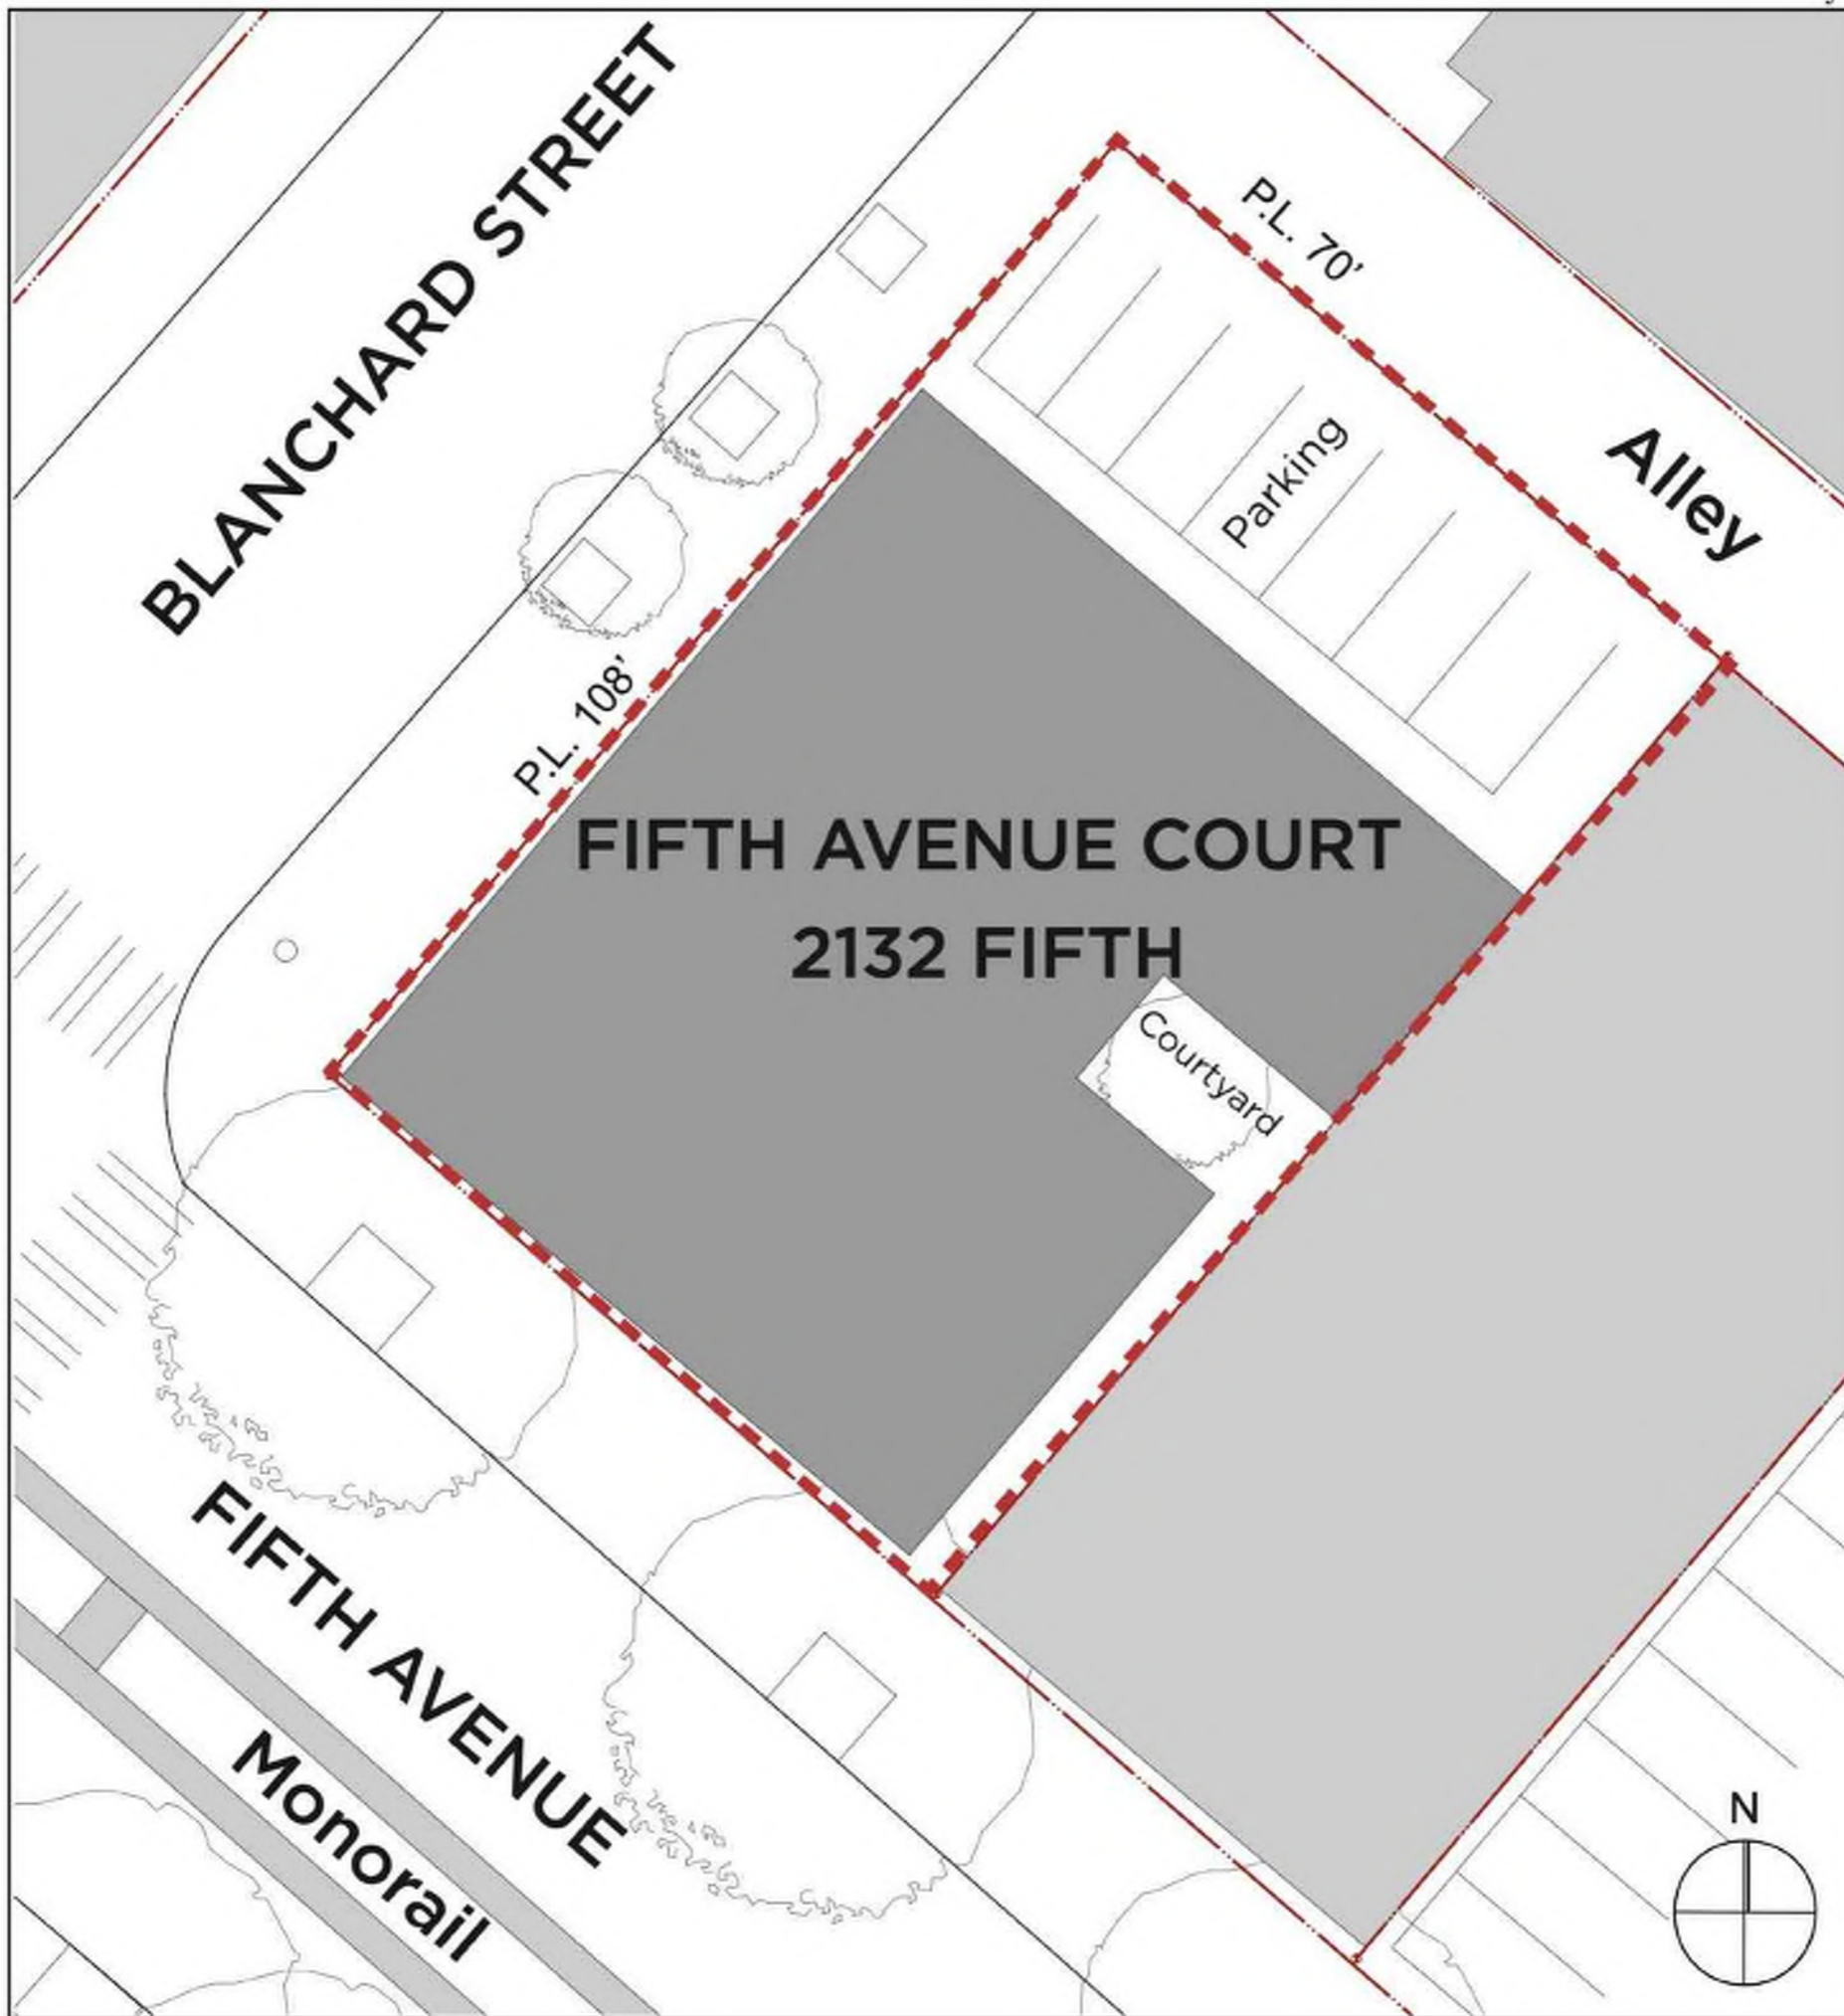 BLANCHARD STREET
P.L. 70’
Alley
Parking
P.L. 108’
FIFTH AVENUE COURT
2132 FIFTH
Courtyard
FIFTH AVENUE
Monorail
N